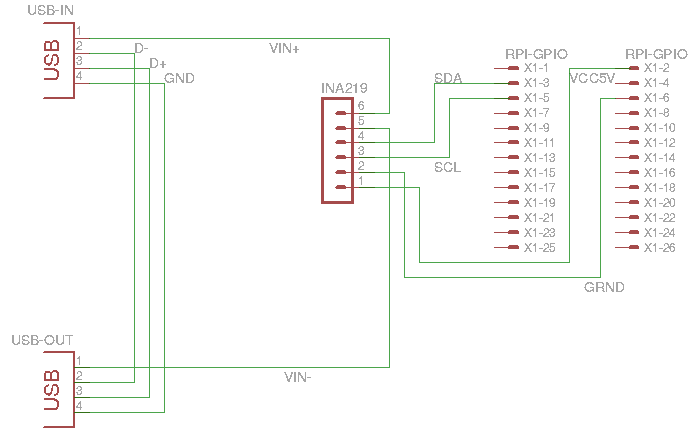 USB-IN
USB
1
2
3
4
D-
D+
GND
VIN+
INA219
6
5
4
3
2
1
SDA
SCL
RPI-GPIO
X1-1
X1-3
X1-5
X1-7
X1-9
X1-11
X1-13
X1-15
X1-17
X1-19
X1-21
X1-23
X1-25
VCC5V
RPI-GPIO
X1-2
X1-4
X1-6
X1-8
X1-10
X1-12
X1-14
X1-16
X1-18
X1-20
X1-22
X1-24
X1-26
GRND
USB-OUT
USB
1
2
3
4
VIN-